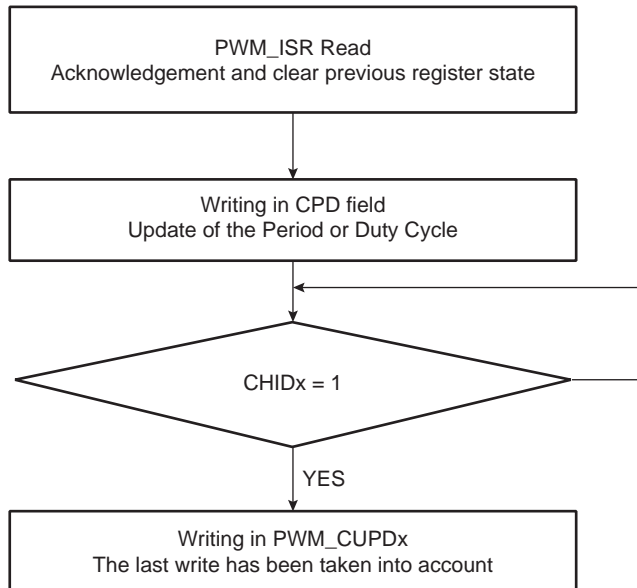 PWM_ISR Read
Acknowledgement and clear previous register state
Writing in CPD field
Update of the Period or Duty Cycle
CHIDx = 1
YES
Writing in PWM_CUPDx
The last write has been taken into account